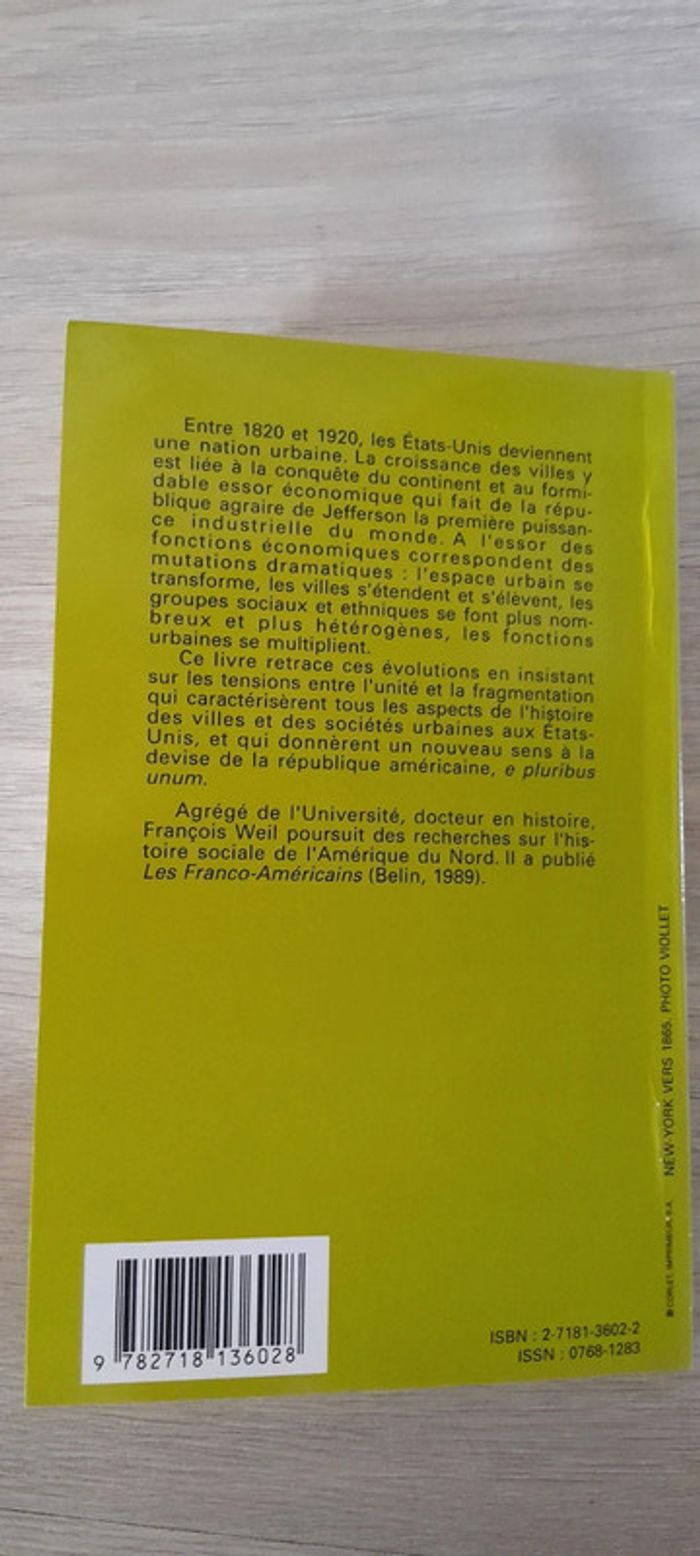 Entre 1820 et 1920, les États-Unis deviennent
une nation urbaine. La croissance des villes y
est liée à la conquête du continent et au formi-
dable essor économique qui fait de la répu-
blique agraire de Jefferson la première puissan-
ce industrielle du monde. A l'essor des
fonctions économiques correspondent des
mutations dramatiques : l'espace urbain se
transforme, les villes s'étendent et s'élèvent, les
groupes sociaux et ethniques se font plus nom-
breux et plus hétérogènes, les fonctions
urbaines se multiplient.
Ce livre retrace ces évolutions en insistant
sur les tensions entre l'unité et la fragmentation
qui caractérisèrent tous les aspects de l'histoire
des villes et des sociétés urbaines aux États-
Unis, et qui donnèrent un nouveau sens à la
devise de la république américaine, e pluribus
unum.
Agrégé de l'Université, docteur en histoire,
François Weil poursuit des recherches sur l'his-
toire sociale de l'Amérique du Nord. Il a publié
Les Franco-Américains (Belin, 1989).
CORLET, IMPRIMEUR, S.A. NEW-YORK VERS 1865. PHOTO VIOLLET
9 782718 136028
ISBN : 2-7181-3602-2
ISSN : 0768-1283